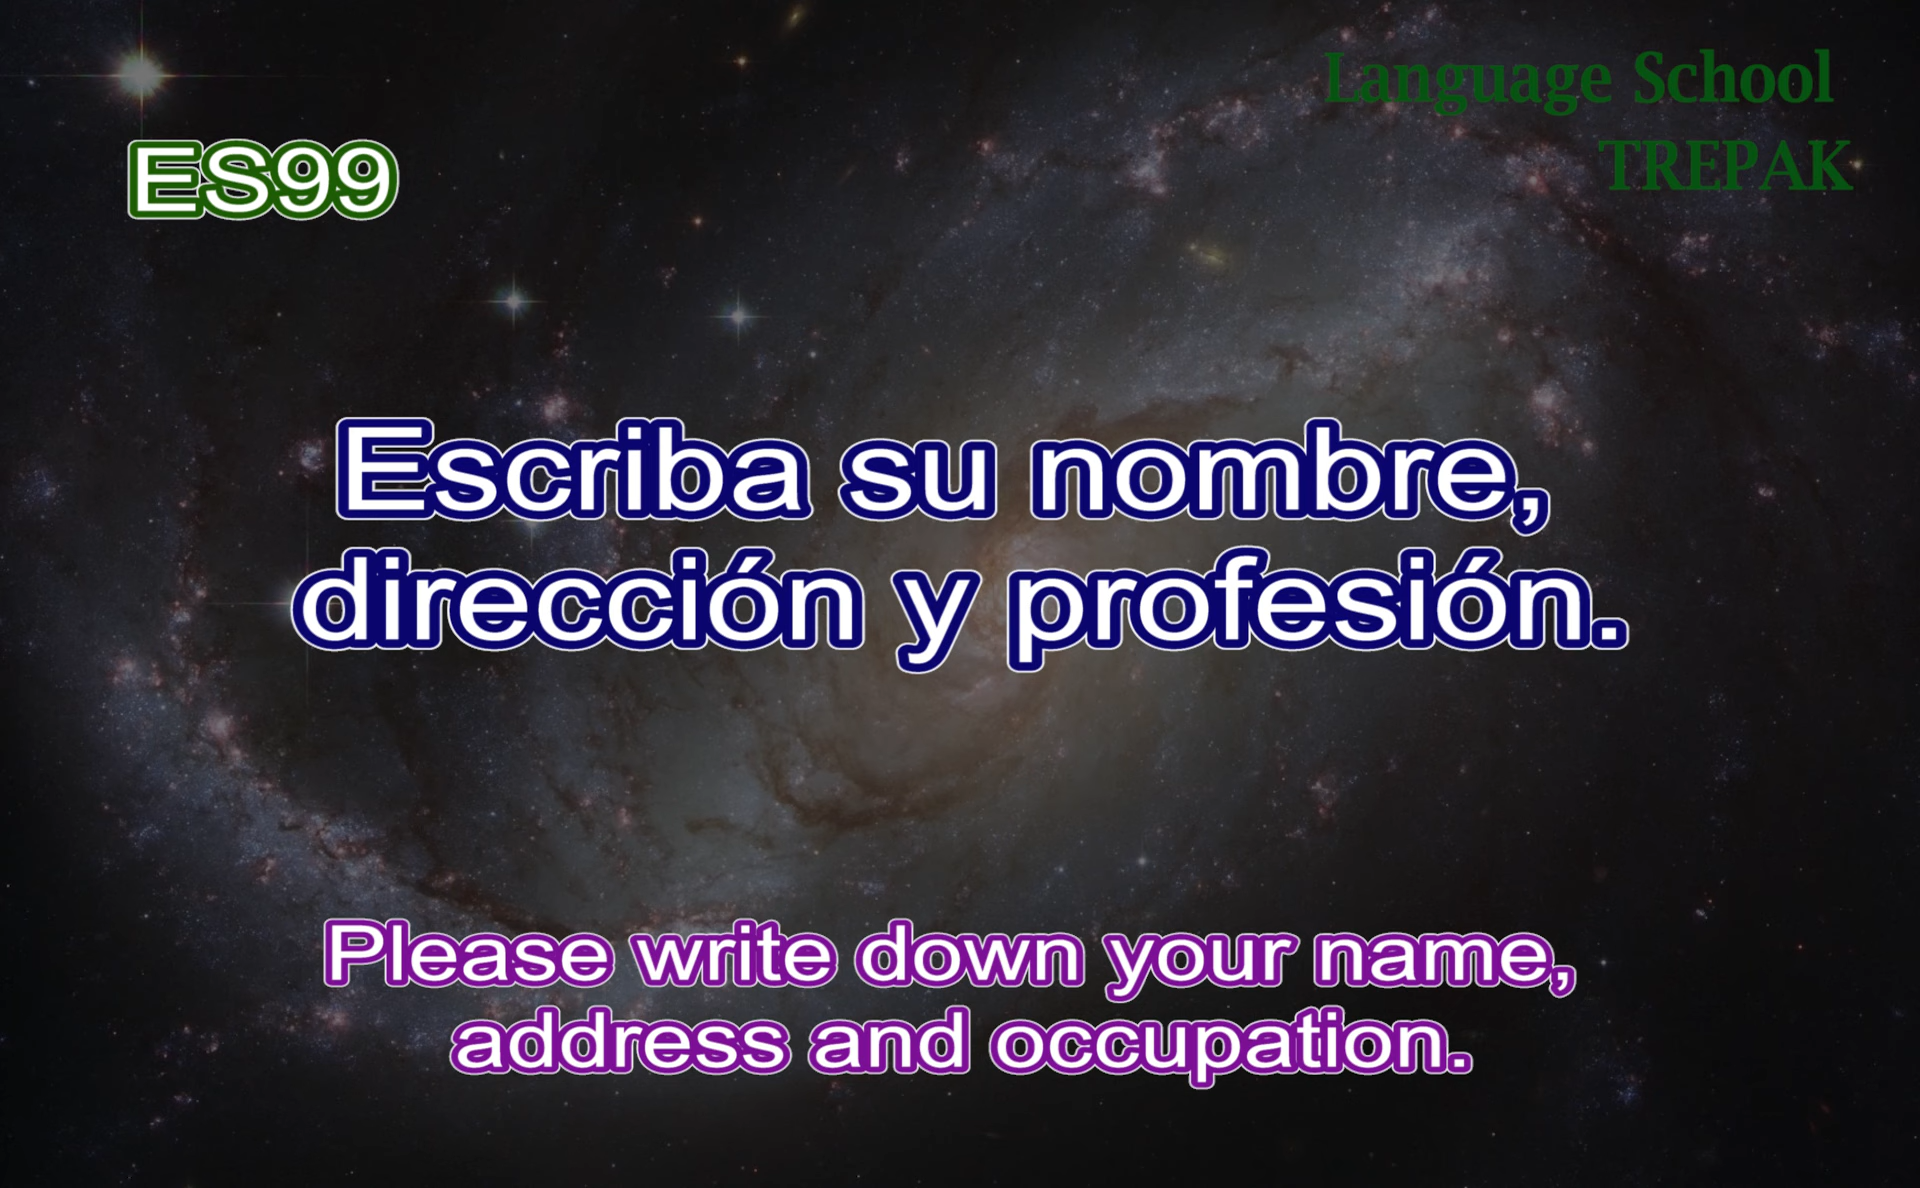 Language School
TREPAK
ES99
Escriba su nombre,
dirección y profesión.
Please write down your name,
address and occupation.